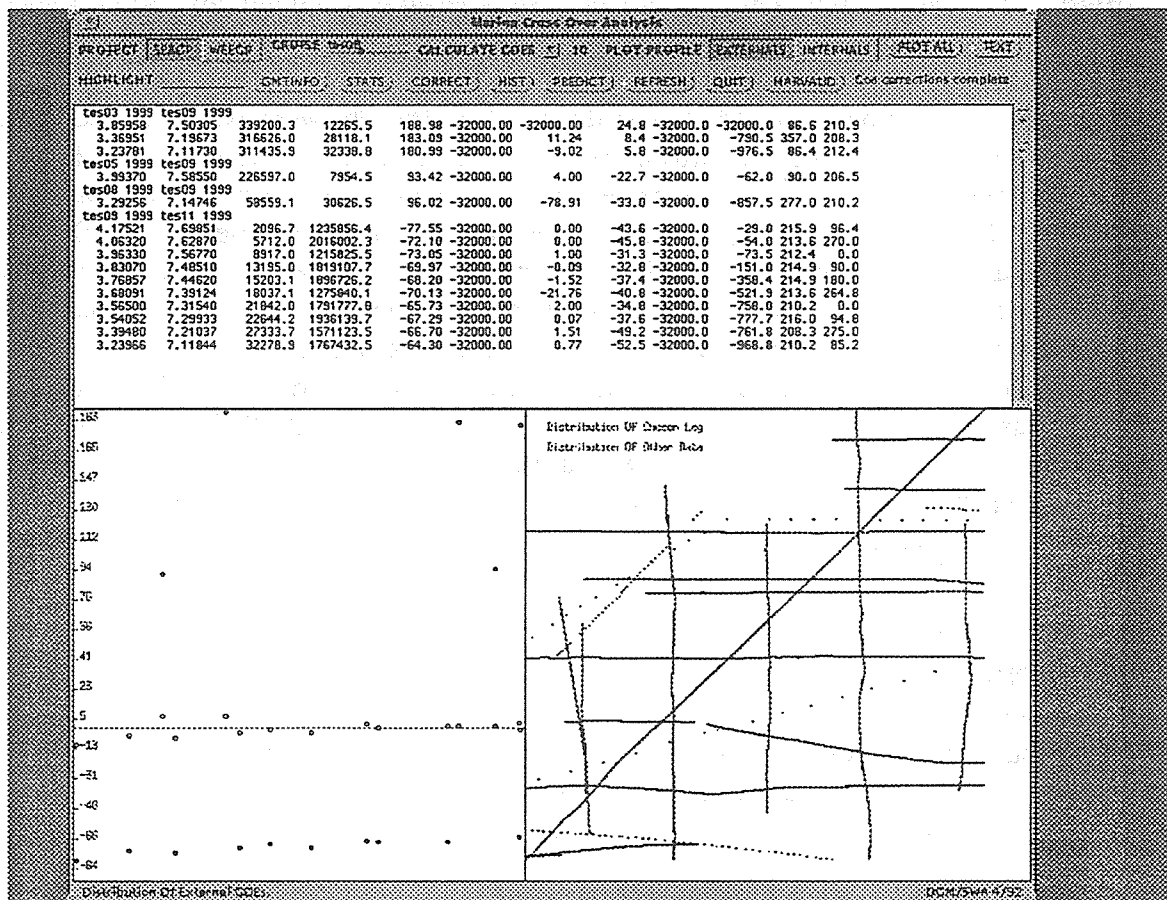 Marine Cross Over Analysis
PROJECT SEACP WEEGP CRUISE tes09 CALCULATE COES 10 PLOT PROFILE EXTERNALS INTERNALS PLOT ALL TEXT
HIGHLIGHT GMTINFO STATS CORRECT HIST PREDICT REFRESH QUIT MARVALID Coe corrections complete
tes03 1999 tes09 1999
3.85958 7.50305 339200.3 12265.5 188.98 -32000.00 -32000.00 24.8 -32000.0 -32000.0 86.6 210.9
3.36951 7.19673 316626.0 28118.1 183.09 -32000.00 11.24 8.4 -32000.0 -790.5 357.0 208.3
3.23781 7.11730 311435.9 32338.8 180.99 -32000.00 -9.02 5.8 -32000.0 -976.5 86.4 212.4
tes05 1999 tes09 1999
3.99370 7.58550 226597.0 7954.5 93.42 -32000.00 4.00 -22.7 -32000.0 -62.0 90.0 206.5
tes08 1999 tes09 1999
3.29256 7.14746 58559.1 30626.5 96.02 -32000.00 -78.91 -33.0 -32000.0 -857.5 277.0 210.2
tes09 1999 tes11 1999
4.17521 7.69851 2096.7 1235856.4 -77.55 -32000.00 0.00 -43.6 -32000.0 -29.0 215.9 96.4
4.06320 7.62870 5712.0 2016002.3 -72.10 -32000.00 0.00 -45.8 -32000.0 -54.0 213.6 270.0
3.96330 7.56770 8917.0 1215825.5 -73.05 -32000.00 1.00 -31.3 -32000.0 -73.5 212.4 0.0
3.83070 7.48510 13195.0 1819107.7 -69.97 -32000.00 -0.09 -32.8 -32000.0 -151.0 214.9 90.0
3.76857 7.44620 15203.1 1896726.2 -68.20 -32000.00 -1.52 -37.4 -32000.0 -358.4 214.9 180.0
3.68091 7.39124 18037.1 1275840.1 -70.13 -32000.00 -21.76 -40.8 -32000.0 -521.9 213.6 264.8
3.56500 7.31540 21842.0 1791777.8 -65.73 -32000.00 2.00 -34.8 -32000.0 -758.0 210.2 0.0
3.54052 7.29933 22644.2 1936139.7 -67.29 -32000.00 0.07 -37.6 -32000.0 -777.7 216.0 94.8
3.39480 7.21037 27333.7 1571123.5 -66.70 -32000.00 1.51 -49.2 -32000.0 -761.8 208.3 275.0
3.23966 7.11844 32278.9 1767432.5 -64.30 -32000.00 0.77 -52.5 -32000.0 -968.8 210.2 85.2
165
147
130
112
94
76
41
23
5
-13
-31
-48
-66
-84
Distribution OF Queson Log
Distribution OF Other Data
Distribution Of External COEs
DCM/SWA 4/92